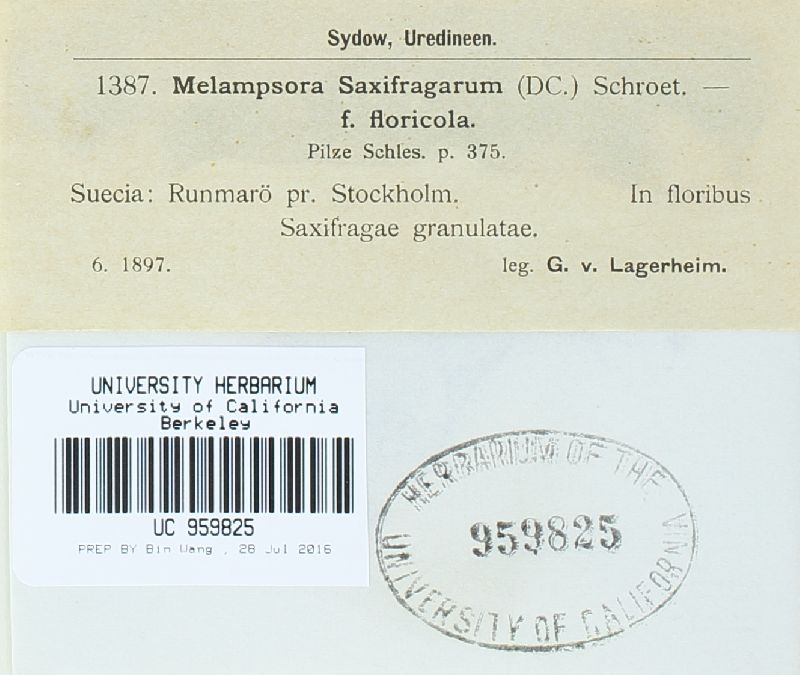 Sydow, Uredineen.
1387. Melampsora Saxifragarum (DC.) Schroet. —
f. floricola.
Pilze Schles. p. 375.
Suecia: Runmarö pr. Stockholm. In floribus
Saxifragae granulatae.
6. 1897. leg. G. v. Lagerheim.
UNIVERSITY HERBARIUM
University of California
Berkeley
UC 959825
PREP BY Bin Wang , 28 Jul 2016
HERBARIUM OF THE
959825
UNIVERSITY OF CALIFORNIA